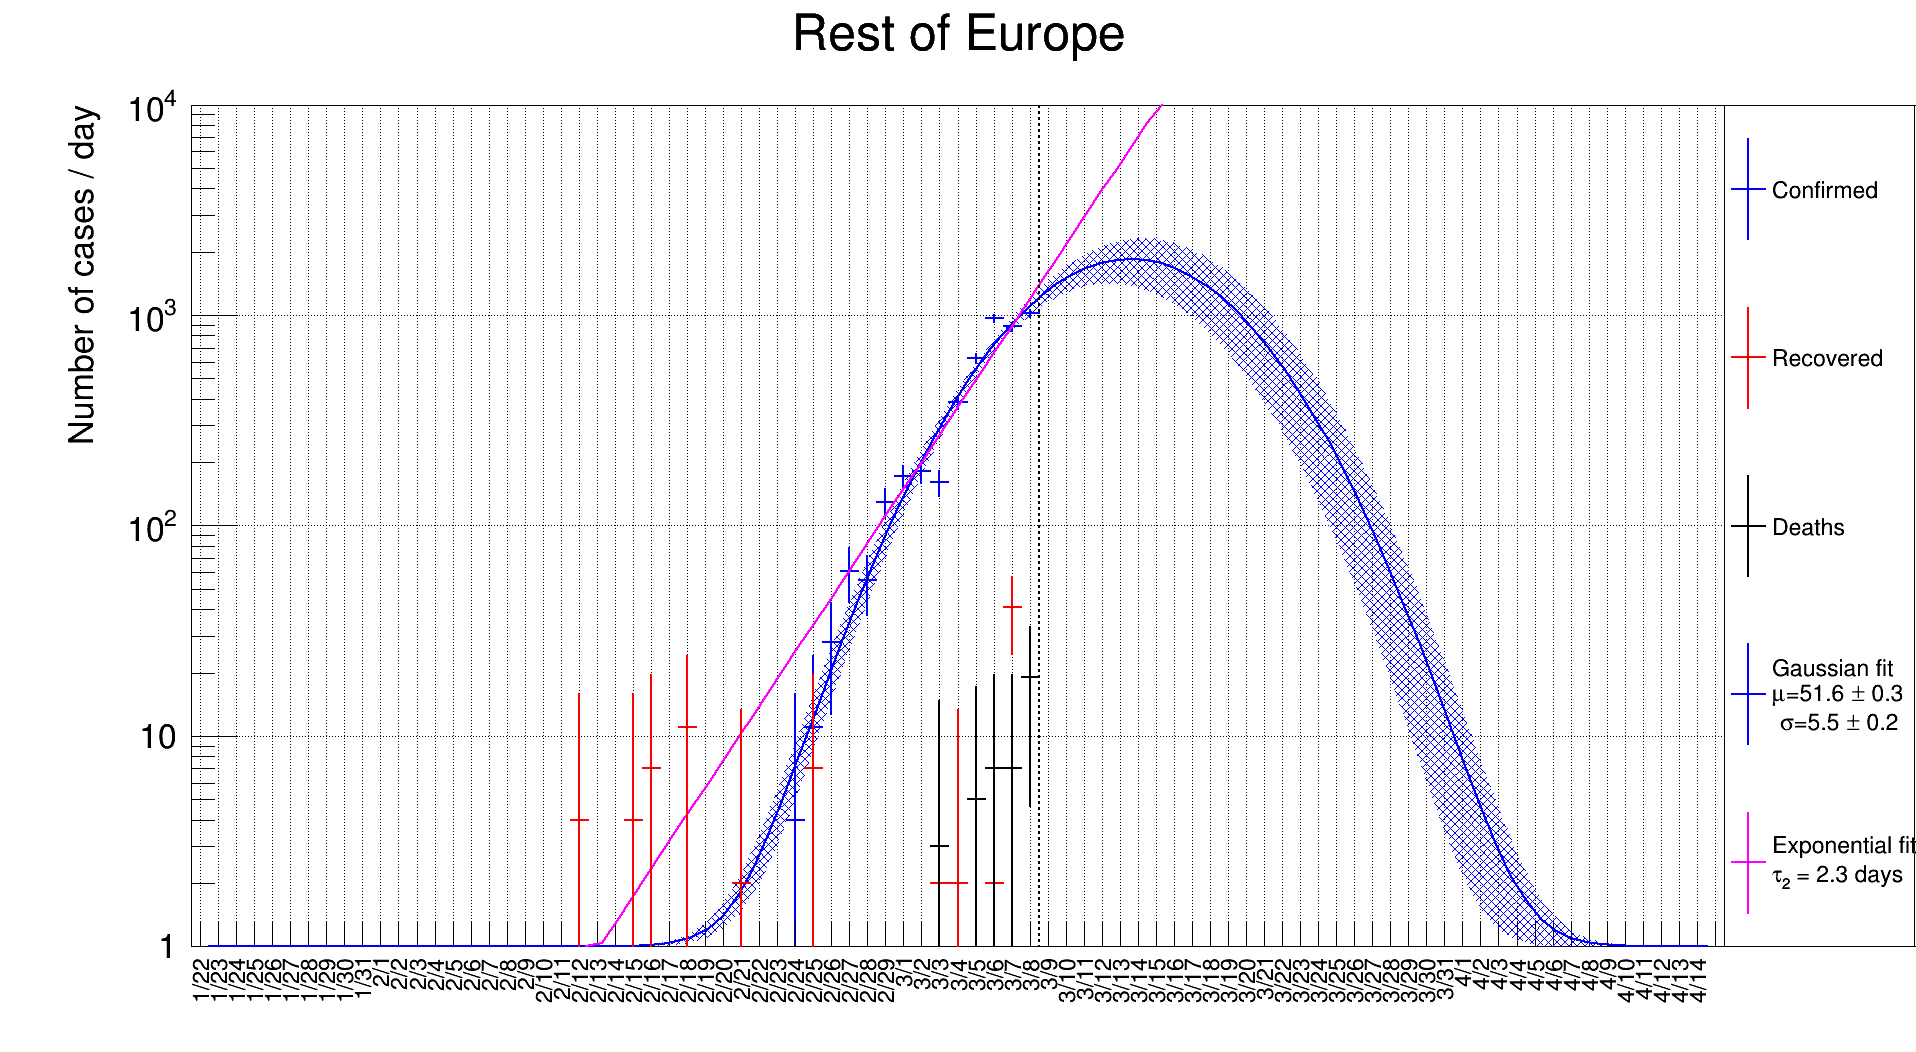 Rest of Europe
Number of cases / day
10⁴
10³
10²
10
1
1/22 1/23 1/24 1/25 1/26 1/27 1/28 1/29 1/30 1/31 2/1 2/2 2/3 2/4 2/5 2/6 2/7 2/8 2/9 2/10 2/11 2/12 2/13 2/14 2/15 2/16 2/17 2/18 2/19 2/20 2/21 2/22 2/23 2/24 2/25 2/26 2/27 2/28 2/29 3/1 3/2 3/3 3/4 3/5 3/6 3/7 3/8 3/9 3/10 3/11 3/12 3/13 3/14 3/15 3/16 3/17 3/18 3/19 3/20 3/21 3/22 3/23 3/24 3/25 3/26 3/27 3/28 3/29 3/30 3/31 4/1 4/2 4/3 4/4 4/5 4/6 4/7 4/8 4/9 4/10 4/11 4/12 4/13 4/14
Confirmed
Recovered
Deaths
Gaussian fit
μ=51.6 ± 0.3
σ=5.5 ± 0.2
Exponential fit
τ₂ = 2.3 days